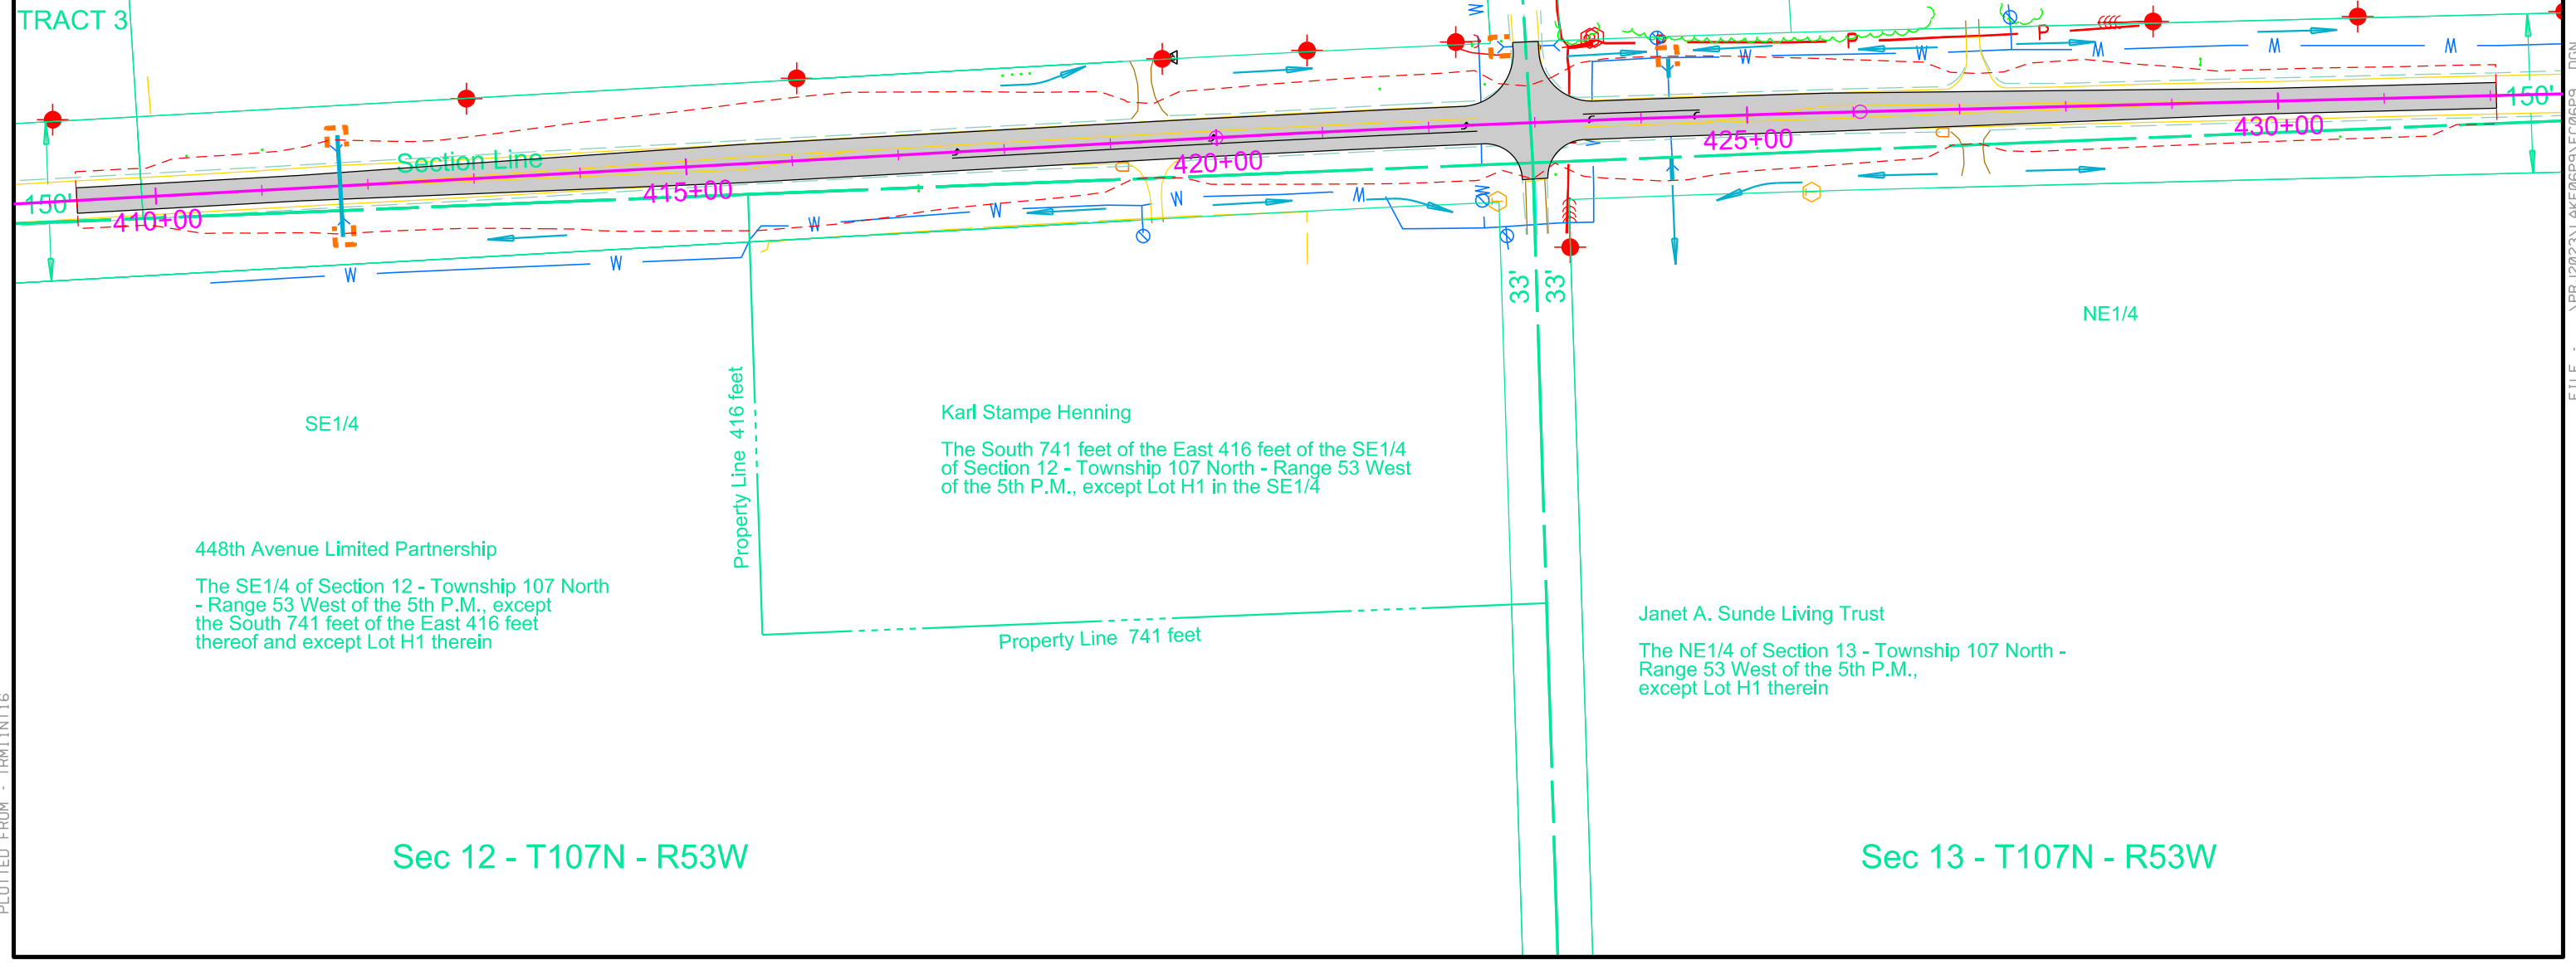 TRACT 3
W
P
P
W
W
M
M
M
Section Line
150'
150'
410+00
415+00
420+00
425+00
430+00
W
W
W
M
W
W
W
33'
33'
NE1/4
SE1/4
Property Line 416 feet
Karl Stampe Henning
The South 741 feet of the East 416 feet of the SE1/4
of Section 12 - Township 107 North - Range 53 West
of the 5th P.M., except Lot H1 in the SE1/4
448th Avenue Limited Partnership
The SE1/4 of Section 12 - Township 107 North
- Range 53 West of the 5th P.M., except
the South 741 feet of the East 416 feet
thereof and except Lot H1 therein
Property Line 741 feet
Janet A. Sunde Living Trust
The NE1/4 of Section 13 - Township 107 North -
Range 53 West of the 5th P.M.,
except Lot H1 therein
Sec 12 - T107N - R53W
Sec 13 - T107N - R53W
PLOTTED FROM - TRMIINT16
FILE -